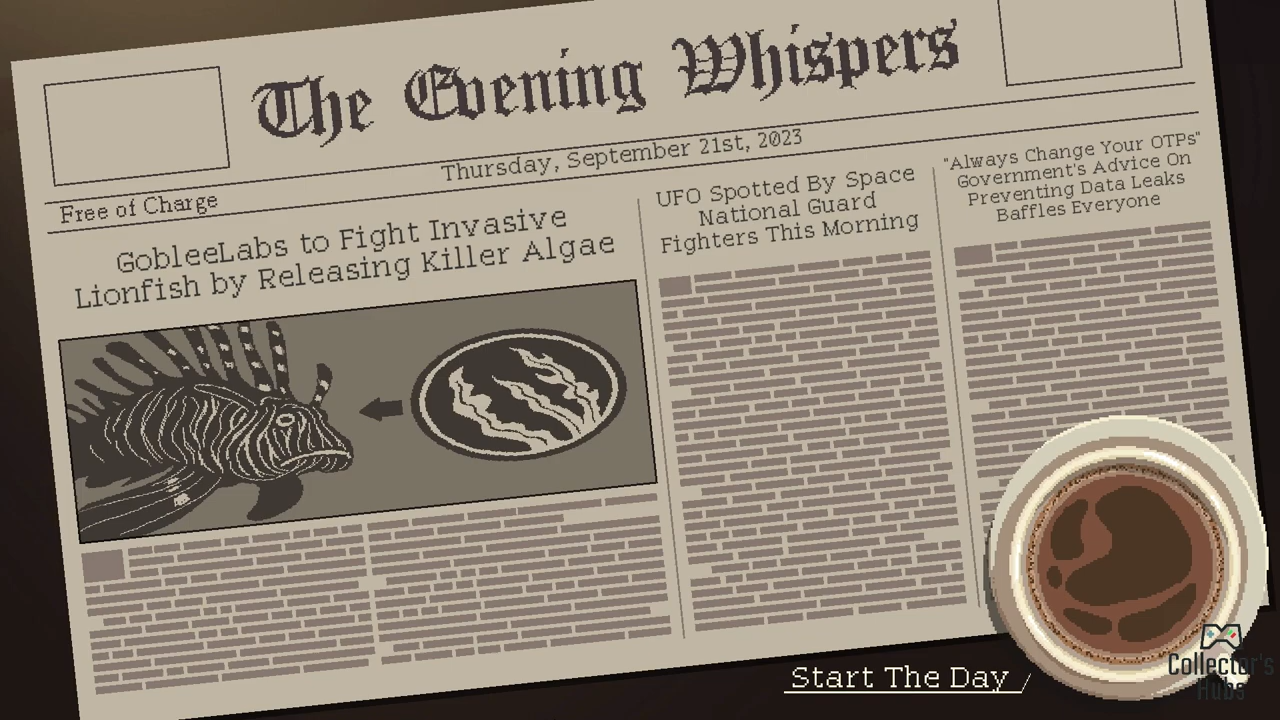 The Evening Whispers
Thursday, September 21st, 2023
Free of Charge
GobleeLabs to Fight Invasive
Lionfish by Releasing Killer Algae
UFO Spotted By Space
National Guard
Fighters This Morning
"Always Change Your OTPs"
Government's Advice On
Preventing Data Leaks
Baffles Everyone
Start The Day
Collector's
Hubs